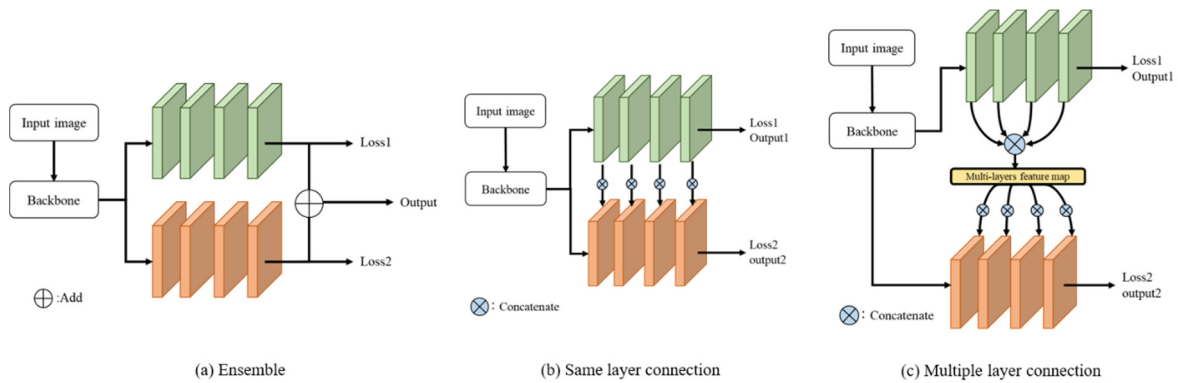 Input image
Backbone
Loss1
Output
Loss2
:Add
(a) Ensemble
Input image
Backbone
Loss1
Output1
Loss2
output2
: Concatenate
(b) Same layer connection
Input image
Backbone
Loss1
Output1
Multi-layers feature map
Loss2
output2
: Concatenate
(c) Multiple layer connection